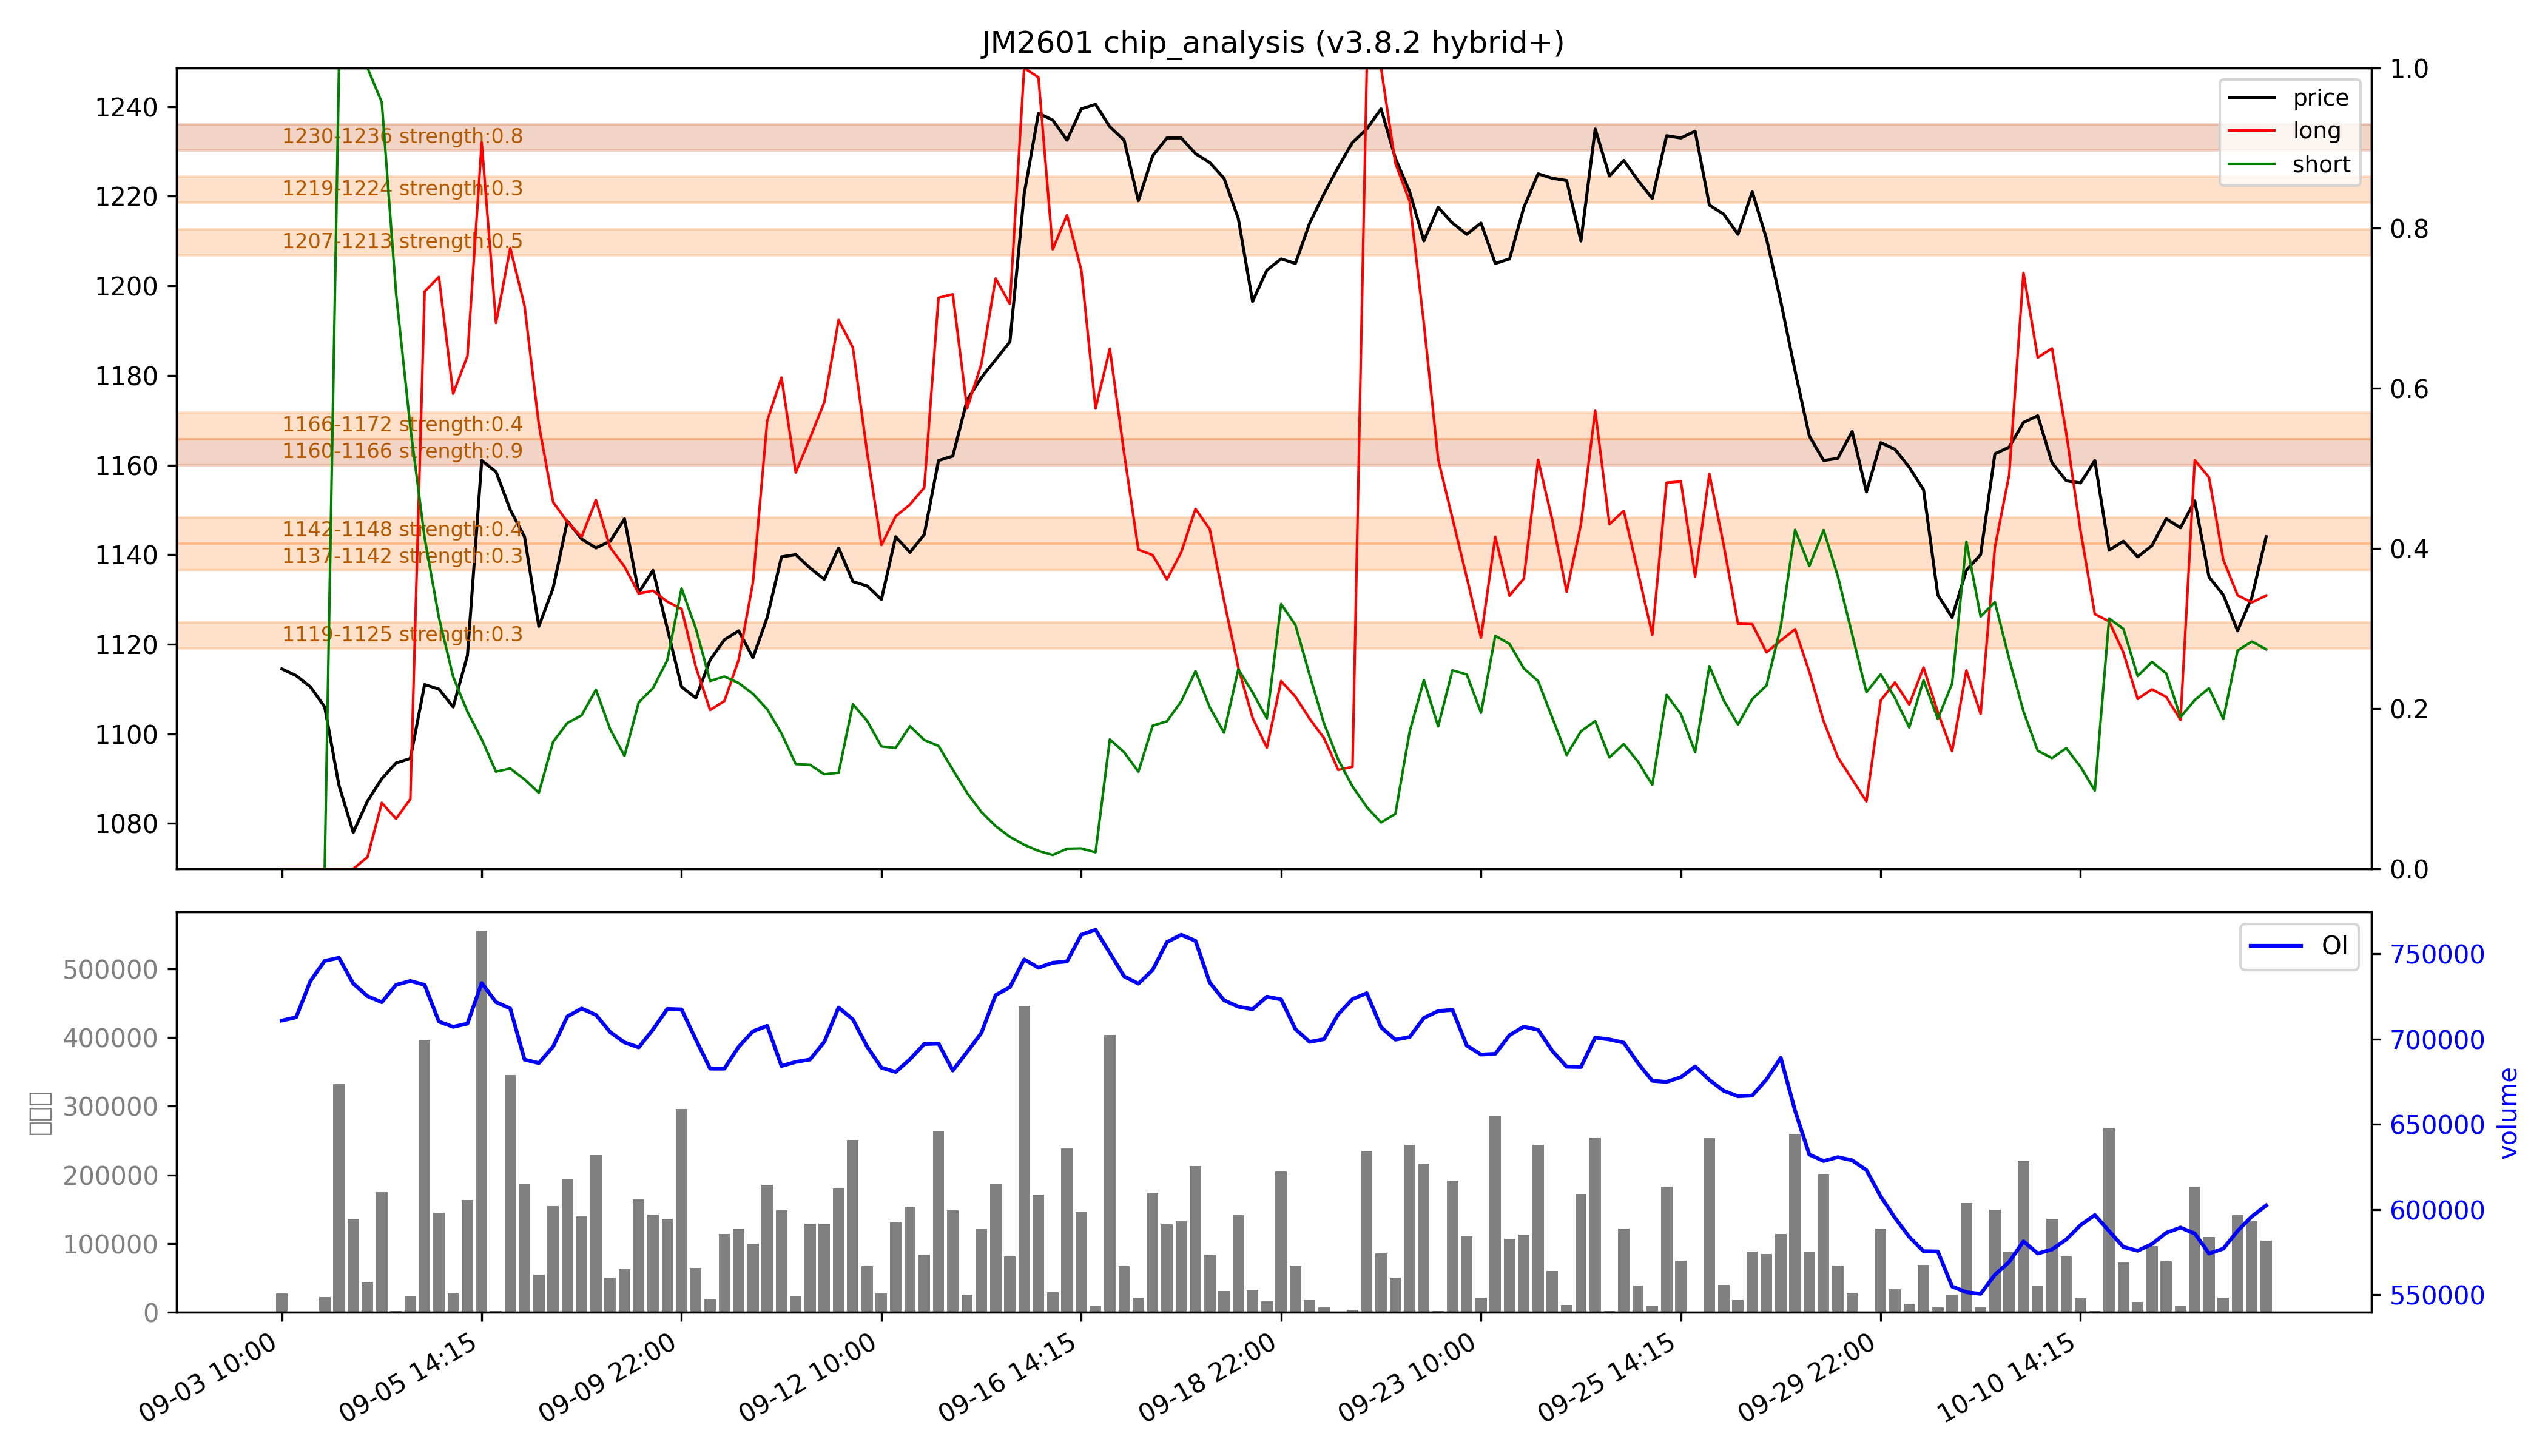 JM2601 chip_analysis (v3.8.2 hybrid+)
1240
1220
1200
1180
1160
1140
1120
1100
1080
1230-1236 strength:0.8
1219-1224 strength:0.3
1207-1213 strength:0.5
1166-1172 strength:0.4
1160-1166 strength:0.9
1142-1148 strength:0.4
1137-1142 strength:0.3
1119-1125 strength:0.3
price
long
short
1.0
0.8
0.6
0.4
0.2
0.0
500000
400000
300000
200000
100000
0
OI
750000
700000
650000
600000
550000
volume
09-03 10:00
09-05 14:15
09-09 22:00
09-12 10:00
09-16 14:15
09-18 22:00
09-23 10:00
09-25 14:15
09-29 22:00
10-10 14:15